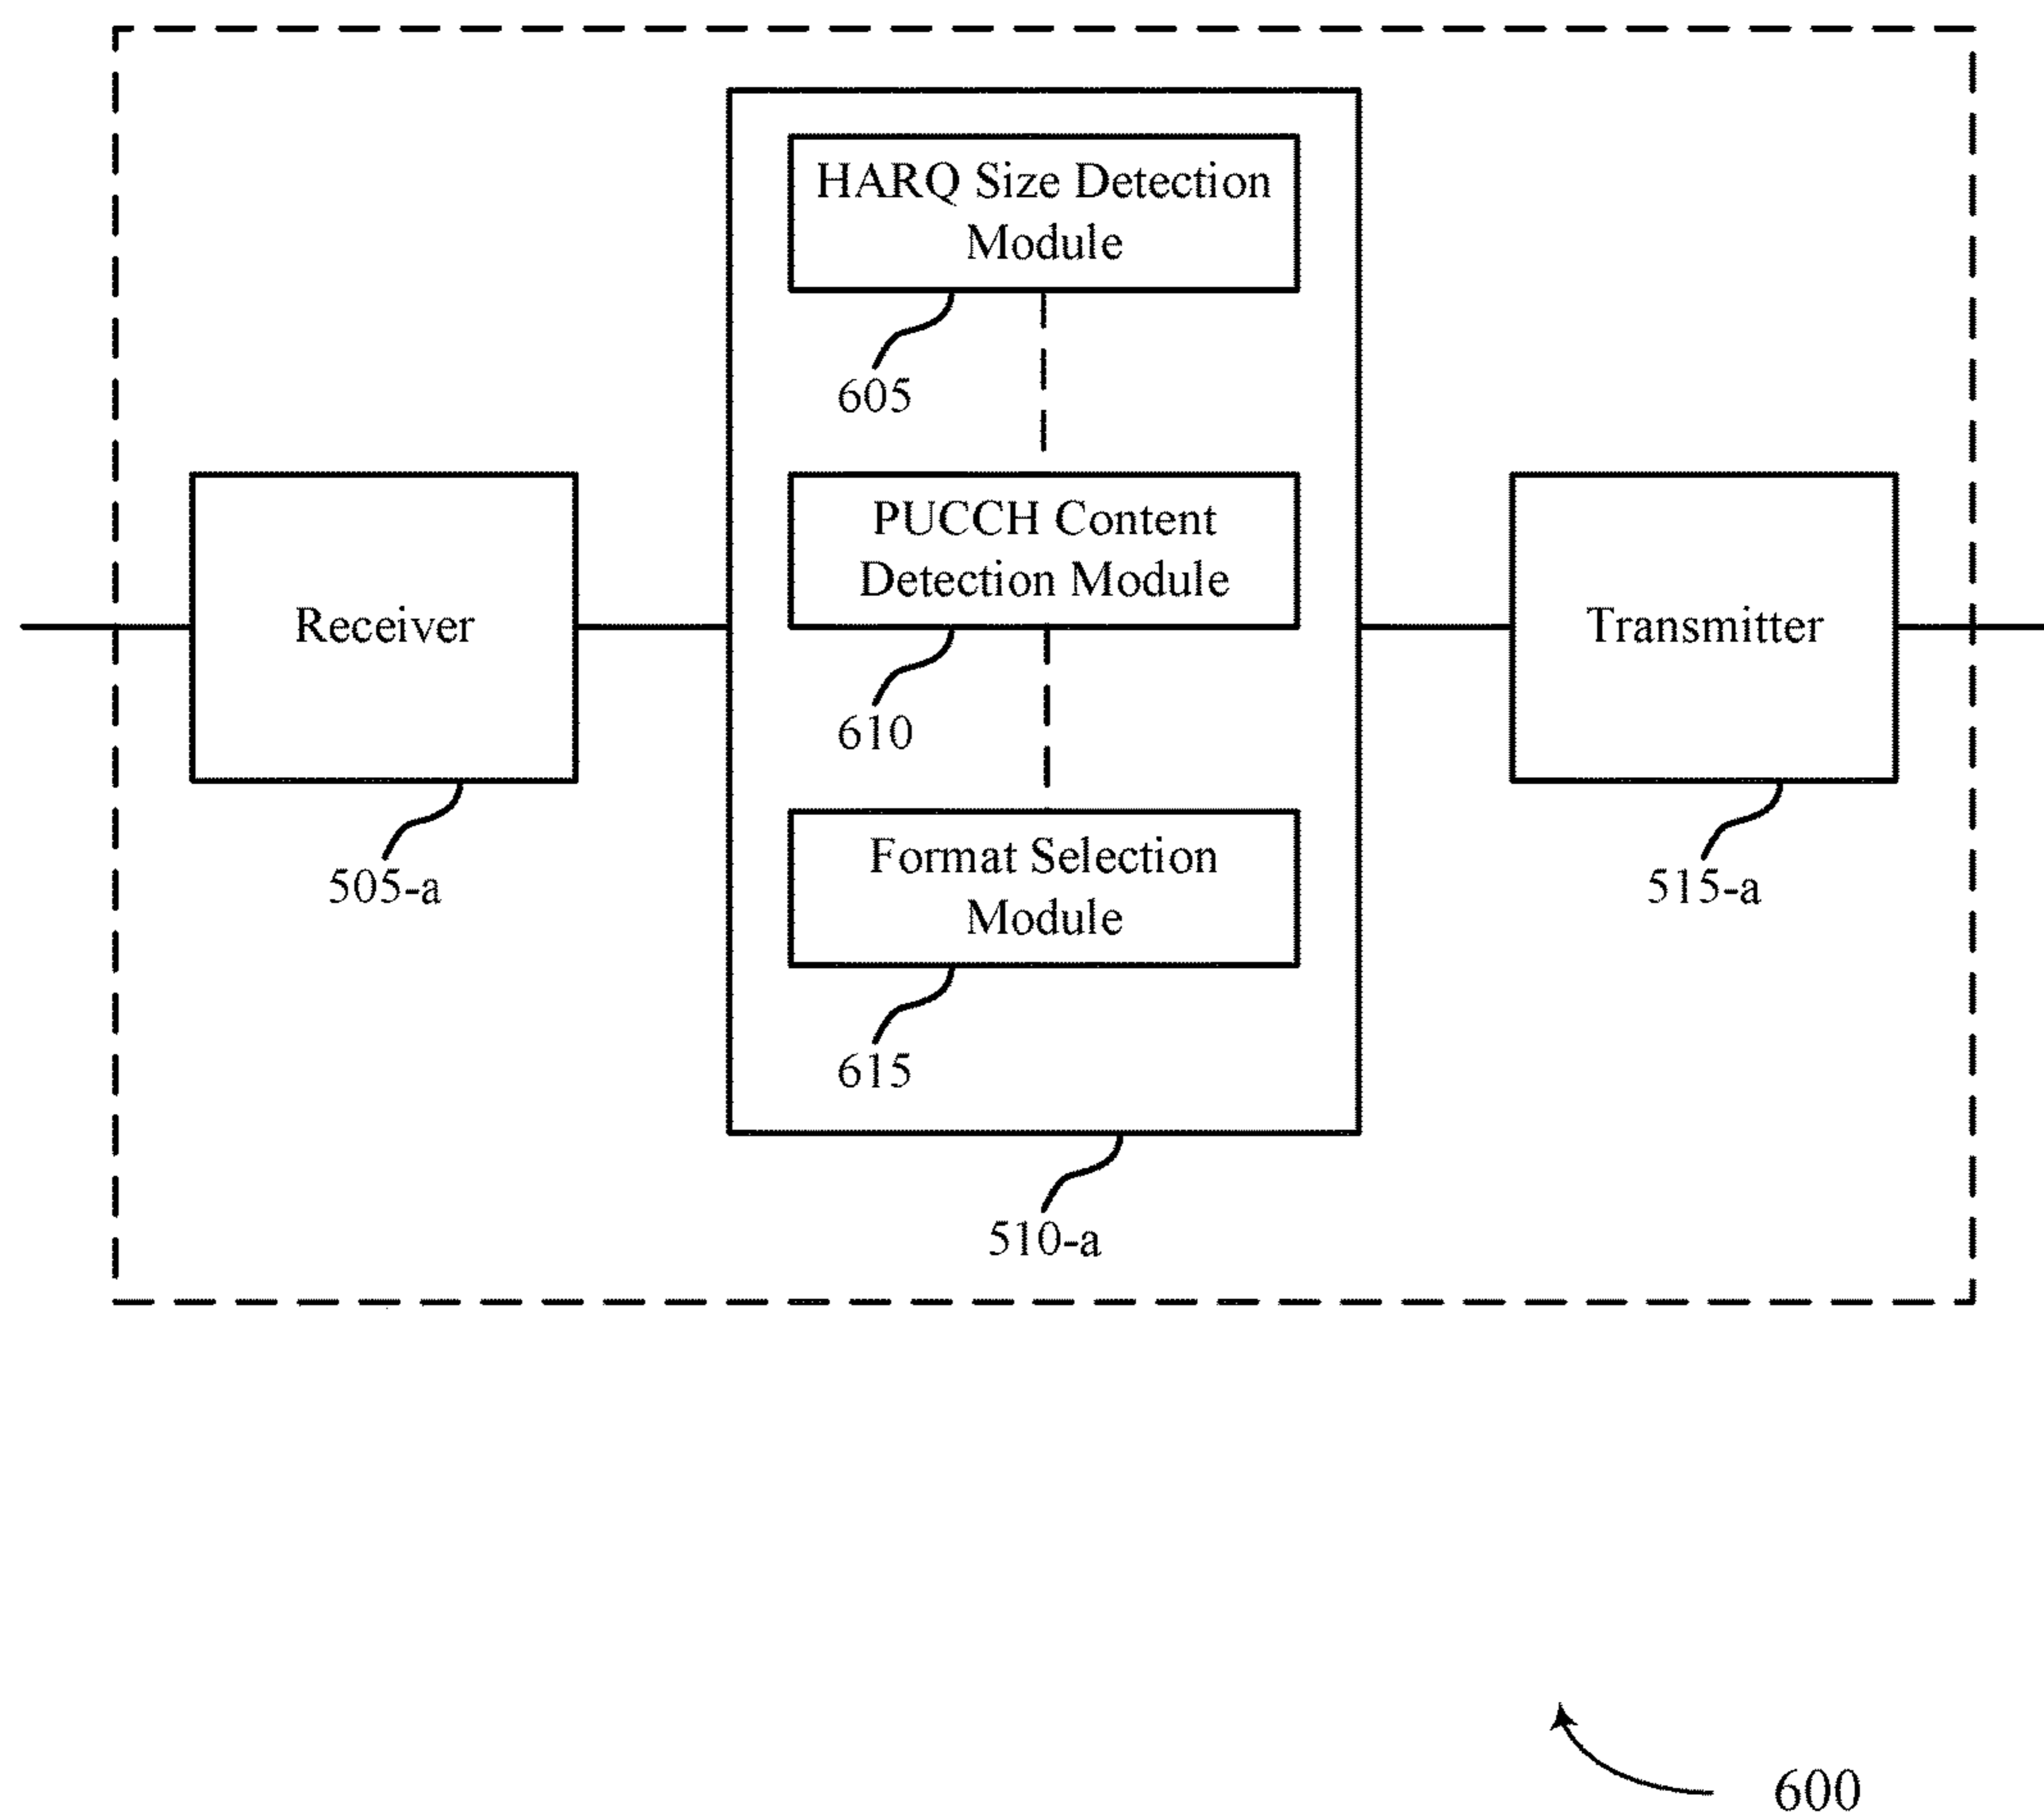 HARQ Size Detection
Module
605
PUCCH Content
Detection Module
610
Receiver
505-a
Transmitter
515-a
Format Selection
Module
615
510-a
600